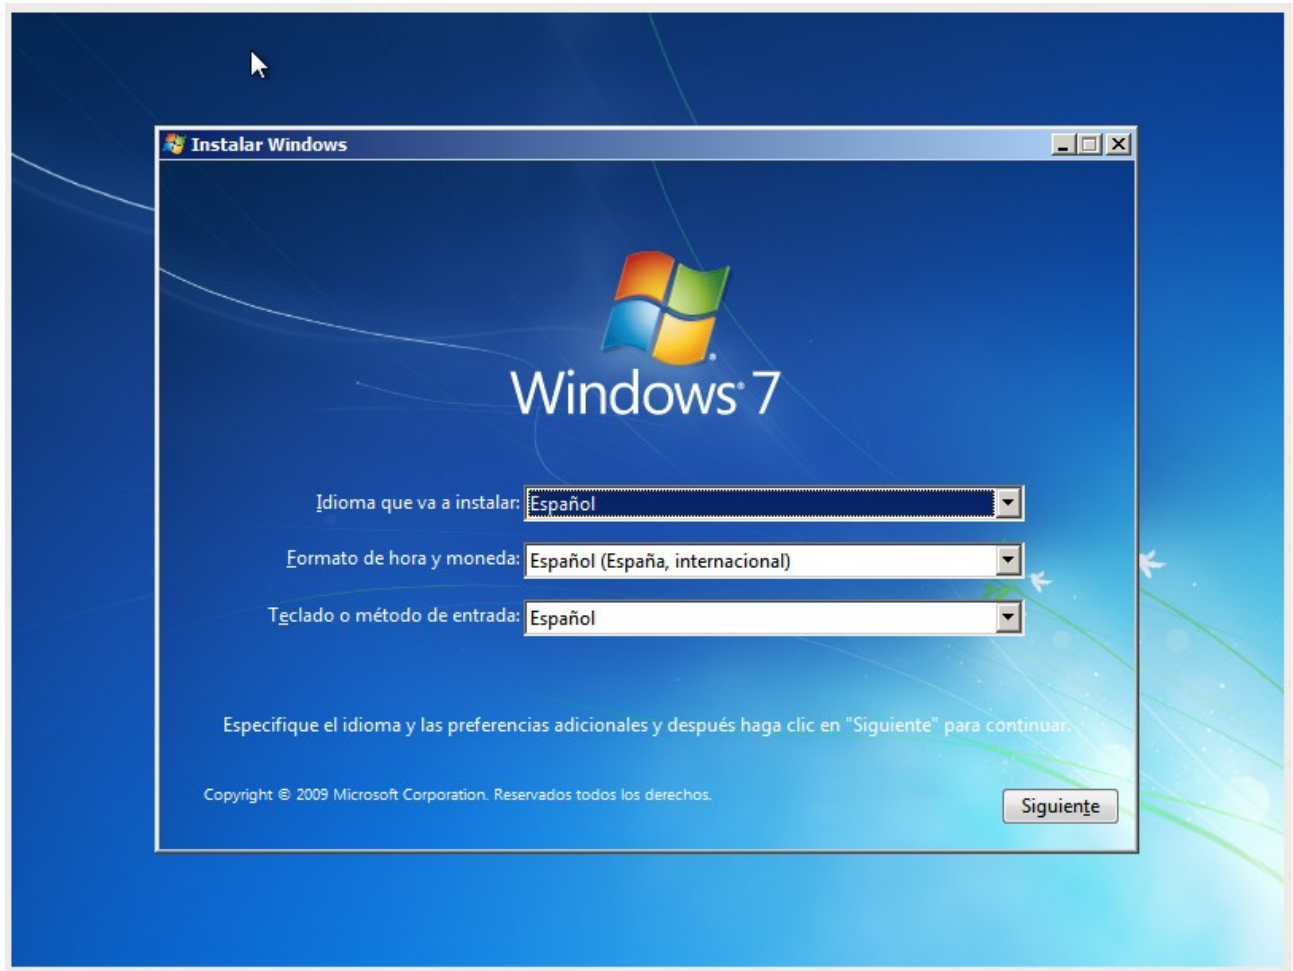 Instalar Windows
Windows® 7
Idioma que va a instalar: Español
Formato de hora y moneda: Español (España, internacional)
Teclado o método de entrada: Español
Especifique el idioma y las preferencias adicionales y después haga clic en "Siguiente" para continuar.
Copyright © 2009 Microsoft Corporation. Reservados todos los derechos.
Siguiente